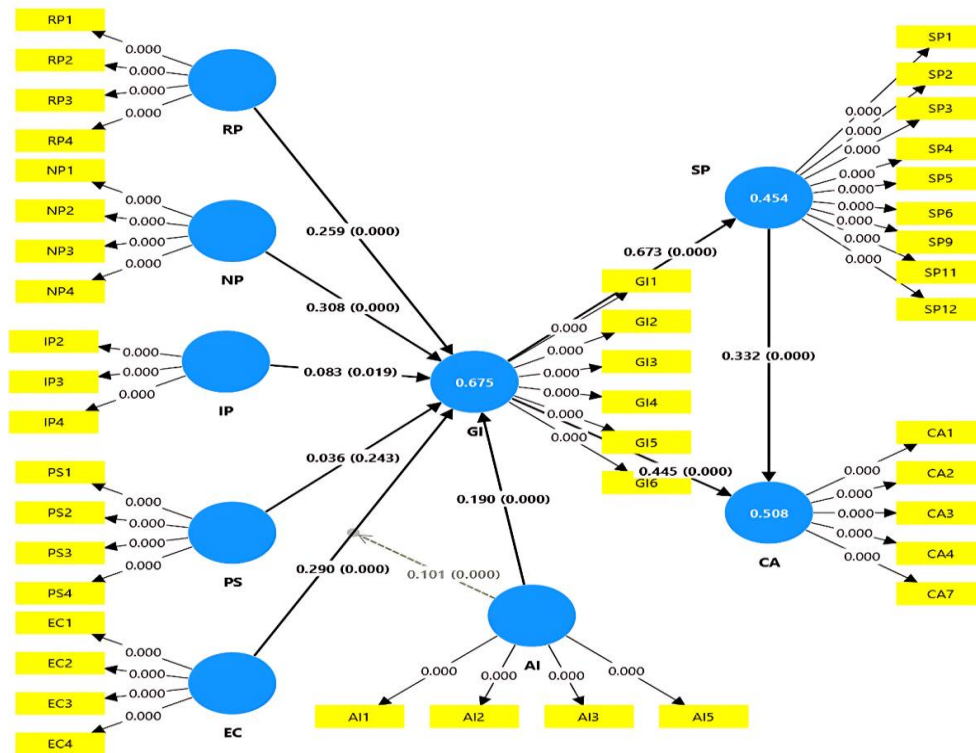 RP1
RP2
RP3
RP4
0.000
0.000
0.000
0.000
RP
NP1
NP2
NP3
NP4
0.000
0.000
0.000
0.000
NP
IP2
IP3
IP4
0.000
0.000
0.000
IP
PS1
PS2
PS3
PS4
0.000
0.000
0.000
0.000
PS
EC1
EC2
EC3
EC4
0.000
0.000
0.000
0.000
EC
0.259 (0.000)
0.308 (0.000)
0.083 (0.019)
0.036 (0.243)
0.290 (0.000)
0.190 (0.000)
0.101 (0.000)
0.675
GI
GI1
GI2
GI3
GI4
GI5
GI6
0.000
0.000
0.000
0.000
0.000
0.000
0.673 (0.000)
0.445 (0.000)
0.332 (0.000)
SP
0.454
SP1
SP2
SP3
SP4
SP5
SP6
SP9
SP11
SP12
0.000
0.000
0.000
0.000
0.000
0.000
0.000
0.000
0.000
0.508
CA
CA1
CA2
CA3
CA4
CA7
0.000
0.000
0.000
0.000
0.000
AI
0.000
0.000
0.000
0.000
AI1
AI2
AI3
AI5